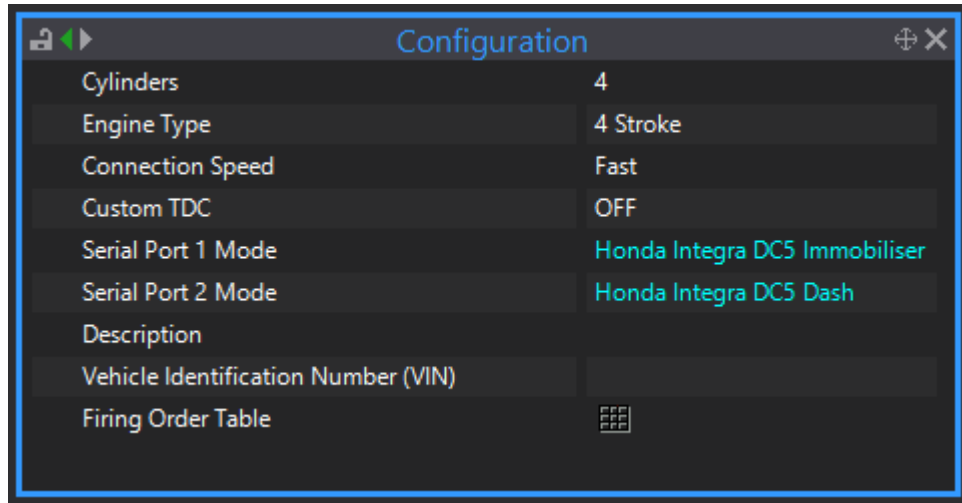 Configuration
Cylinders 4
Engine Type 4 Stroke
Connection Speed Fast
Custom TDC OFF
Serial Port 1 Mode Honda Integra DC5 Immobiliser
Serial Port 2 Mode Honda Integra DC5 Dash
Description
Vehicle Identification Number (VIN)
Firing Order Table